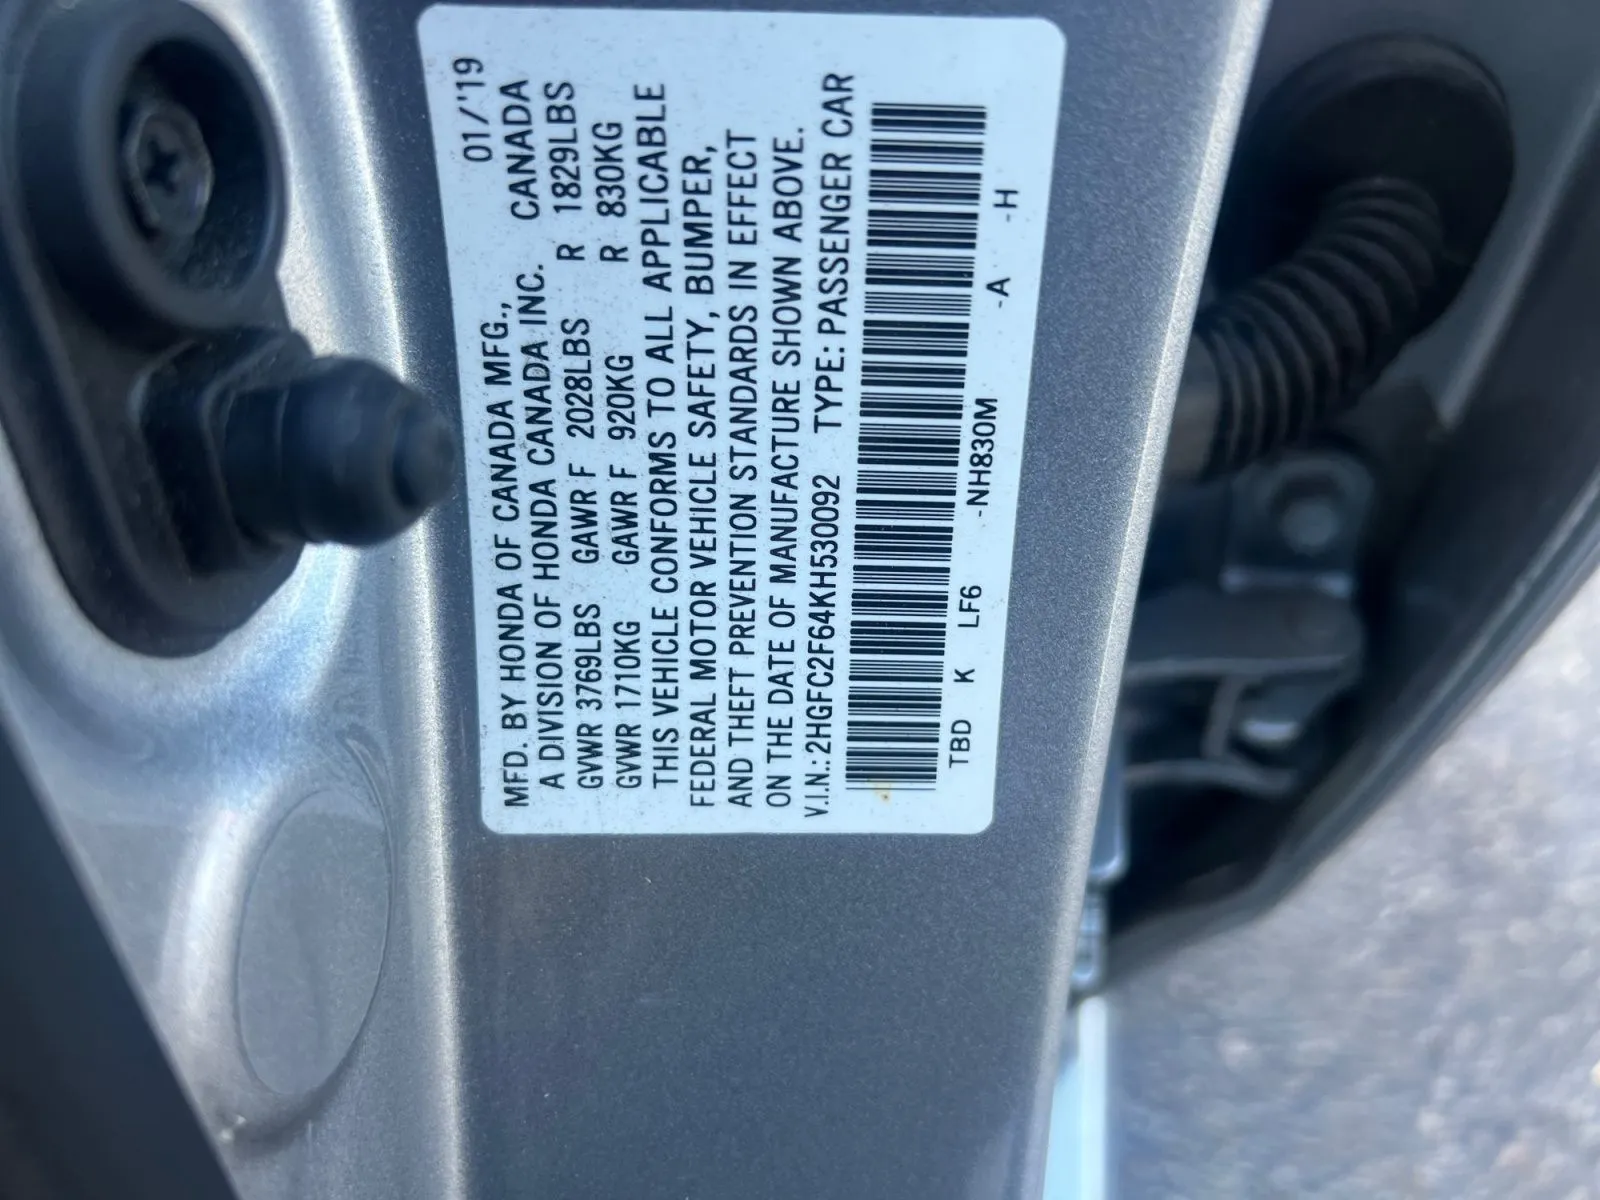 01/'19
MFD. BY HONDA OF CANADA MFG.,
A DIVISION OF HONDA CANADA INC. CANADA
GVWR 3769LBS GAWR F 2028LBS R 1829LBS
GVWR 1710KG GAWR F 920KG R 830KG
THIS VEHICLE CONFORMS TO ALL APPLICABLE
FEDERAL MOTOR VEHICLE SAFETY, BUMPER,
AND THEFT PREVENTION STANDARDS IN EFFECT
ON THE DATE OF MANUFACTURE SHOWN ABOVE.
V.I.N.: 2HGFC2F64KH530092 TYPE: PASSENGER CAR
TBD K LF6 -NH830M -A -H